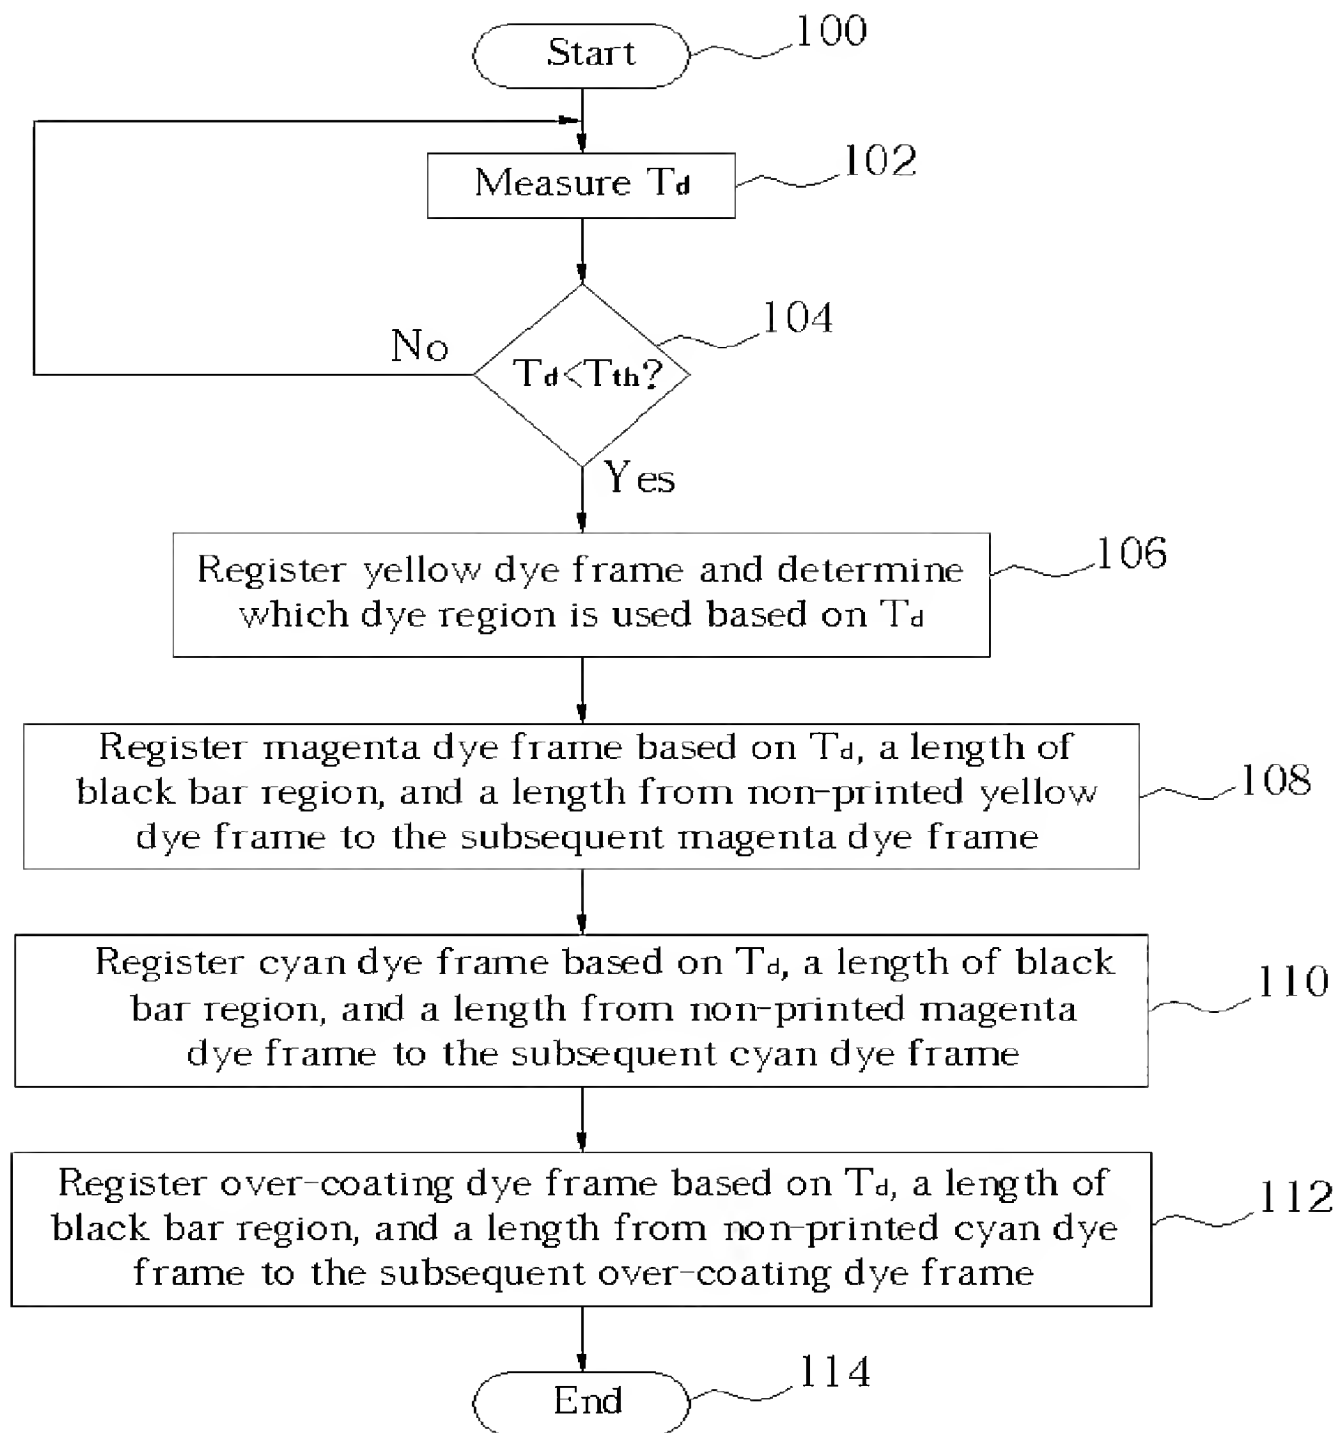 Start
100
Measure Td
102
Td<Tth?
104
No
Yes
Register yellow dye frame and determine
which dye region is used based on Td
106
Register magenta dye frame based on Td, a length of
black bar region, and a length from non-printed yellow
dye frame to the subsequent magenta dye frame
108
Register cyan dye frame based on Td, a length of black
bar region, and a length from non-printed magenta
dye frame to the subsequent cyan dye frame
110
Register over-coating dye frame based on Td, a length of
black bar region, and a length from non-printed cyan dye
frame to the subsequent over-coating dye frame
112
End
114